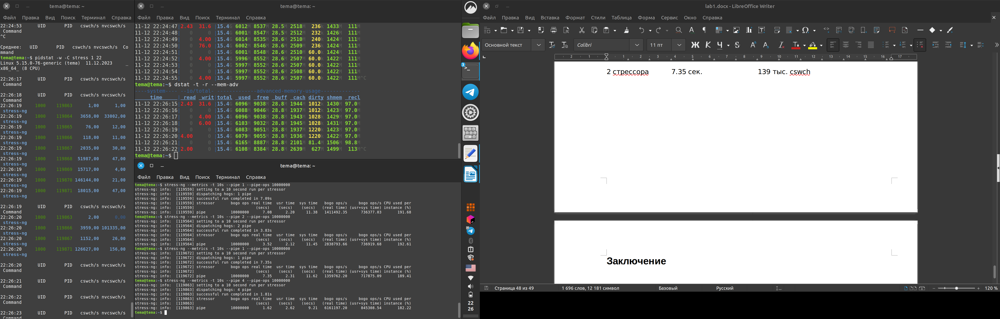 tema@tema: ~
Файл Правка Вид Поиск Терминал Справка
22:24:53 UID PID cswch/s nvcswch/s
Command
^C
Среднее: UID PID cswch/s nvcswch/s Co
mmand
tema@tema:~$ pidstat -w -C stress 1 22
Linux 5.15.0-76-generic (tema) 11.12.2023 _
x86_64_ (8 CPU)
22:26:17 UID PID cswch/s nvcswch/s
Command
22:26:18 UID PID cswch/s nvcswch/s
Command
22:26:19 1000 119863 1,00 1,00
stress-ng
22:26:19 1000 119864 3658,00 33002,00
stress-ng
22:26:19 1000 119865 76,00 12,00
stress-ng
22:26:19 1000 119866 118,00 11,00
stress-ng
22:26:19 1000 119867 2035,00 30,00
stress-ng
22:26:19 1000 119868 51987,00 47,00
stress-ng
22:26:19 1000 119869 15717,00 4,00
stress-ng
22:26:19 1000 119870 146144,00 21,00
stress-ng
22:26:19 1000 119871 18015,00 47,00
stress-ng
22:26:19 UID PID cswch/s nvcswch/s
Command
22:26:20 1000 119863 2,00 0,00
stress-ng
22:26:20 1000 119866 3959,00 101335,00
stress-ng
22:26:20 1000 119867 1152,00 26,00
stress-ng
22:26:20 1000 119871 126627,00 156,00
stress-ng
22:26:20 UID PID cswch/s nvcswch/s
Command
22:26:21 UID PID cswch/s nvcswch/s
Command
22:26:22 UID PID cswch/s nvcswch/s
Command
22:26:23 UID PID cswch/s nvcswch/s
Command
tema@tema: ~
Файл Правка Вид Поиск Терминал Справка
11-12 22:24:47|2.43 31.6 |15.4G 6012M 8537M 28.5M 2518M 236k 1433M 111M
11-12 22:24:48| 0 0 |15.4G 6001M 8547M 28.5M 2512M 232k 1426M 111M
11-12 22:24:49| 0 4.00 |15.4G 6014M 8535M 28.6M 2510M 240k 1424M 111M
11-12 22:24:50| 0 76.0 |15.4G 6002M 8546M 28.6M 2509M 236k 1424M 111M
11-12 22:24:51| 0 0 |15.4G 6001M 8548M 28.6M 2510M 60.0k 1424M 111M
11-12 22:24:52| 0 4.00 |15.4G 5996M 8552M 28.6M 2507M 60.0k 1422M 111M
11-12 22:24:53| 0 0 |15.4G 5997M 8552M 28.6M 2507M 60.0k 1422M 111M
11-12 22:24:54| 0 0 |15.4G 5997M 8552M 28.6M 2508M 60.0k 1422M 111M
11-12 22:24:55| 0 4.00 |15.4G 5997M 8552M 28.6M 2507M 60.0k 1422M 111M^C
tema@tema:~$ dstat -t -r --mem-adv
----system---- --io/total- -------------advanced-memory-usage-------------
time | read writ|total used free buff cach dirty shmem recl
11-12 22:26:15|2.43 31.6 |15.4G 6096M 9038M 28.8M 1944M 1012k 1430M 97.0M
11-12 22:26:16| 0 0 |15.4G 6088M 9046M 28.8M 1937M 1012k 1423M 97.0M
11-12 22:26:17| 0 4.00 |15.4G 6096M 9038M 28.8M 1943M 1028k 1429M 97.0M
11-12 22:26:18| 0 6.00 |15.4G 6103M 9032M 28.8M 1945M 1028k 1431M 97.0M
11-12 22:26:19| 0 0 |15.4G 6083M 9051M 28.8M 1937M 1220k 1423M 97.0M
11-12 22:26:20|4.00 0 |15.4G 6079M 9055M 28.8M 1936M 1220k 1422M 97.0M
11-12 22:26:21| 0 0 |15.4G 6165M 8887M 28.8M 2101M 81.4M 1506M 98.8M
11-12 22:26:22|2.00 0 |15.4G 6108M 8384M 28.8M 2639M 627M 1499M 113M^C
tema@tema:~$
tema@tema: ~
Файл Правка Вид Поиск Терминал Справка
tema@tema:~$ stress-ng --metrics -t 10s --pipe 1 --pipe-ops 10000000
stress-ng: info: [119559] setting to a 10 second run per stressor
stress-ng: info: [119559] dispatching hogs: 1 pipe
stress-ng: info: [119559] successful run completed in 7.09s
stress-ng: info: [119559] stressor bogo ops real time usr time sys time bogo ops/s bogo ops/s CPU used per
stress-ng: info: [119559] (secs) (secs) (secs) (real time) (usr+sys time) instance (%)
stress-ng: info: [119559] pipe 10000000 7.08 2.20 11.38 1411492.35 736377.03 191.68
tema@tema:~$ stress-ng --metrics -t 10s --pipe 2 --pipe-ops 10000000
stress-ng: info: [119564] setting to a 10 second run per stressor
stress-ng: info: [119564] dispatching hogs: 2 pipe
stress-ng: info: [119564] successful run completed in 3.83s
stress-ng: info: [119564] stressor bogo ops real time usr time sys time bogo ops/s bogo ops/s CPU used per
stress-ng: info: [119564] (secs) (secs) (secs) (real time) (usr+sys time) instance (%)
stress-ng: info: [119564] pipe 10000000 3.52 2.12 11.45 2838793.66 736919.68 192.61
tema@tema:~$ stress-ng --metrics -t 10s --pipe 1 --pipe-ops 10000000
stress-ng: info: [119672] setting to a 10 second run per stressor
stress-ng: info: [119672] dispatching hogs: 1 pipe
stress-ng: info: [119672] successful run completed in 7.35s
stress-ng: info: [119672] stressor bogo ops real time usr time sys time bogo ops/s bogo ops/s CPU used per
stress-ng: info: [119672] (secs) (secs) (secs) (real time) (usr+sys time) instance (%)
stress-ng: info: [119672] pipe 10000000 7.35 2.31 11.62 1359762.20 717875.09 189.41
tema@tema:~$ stress-ng --metrics -t 10s --pipe 4 --pipe-ops 10000000
stress-ng: info: [119863] setting to a 10 second run per stressor
stress-ng: info: [119863] dispatching hogs: 4 pipe
stress-ng: info: [119863] successful run completed in 1.81s
stress-ng: info: [119863] stressor bogo ops real time usr time sys time bogo ops/s bogo ops/s CPU used per
stress-ng: info: [119863] (secs) (secs) (secs) (real time) (usr+sys time) instance (%)
stress-ng: info: [119863] pipe 10000000 1.62 2.62 9.21 6161197.20 845308.54 182.22
tema@tema:~$
3
22
26
lab1.docx - LibreOffice Writer
Файл Правка Вид Вставка Формат Стили Таблица Форма Сервис Окно Справка
Основной текст Calibri 11 пт Ж К Ч S
2 1 1 2 3 4 5 6 7 8 9 10 11 12 13 14 15 16 17
2 стрессора 7.35 сек. 139 тыс. cswch
Заключение
Страница 48 из 49 1 696 слов, 12 181 символ Базовый Русский 120 %